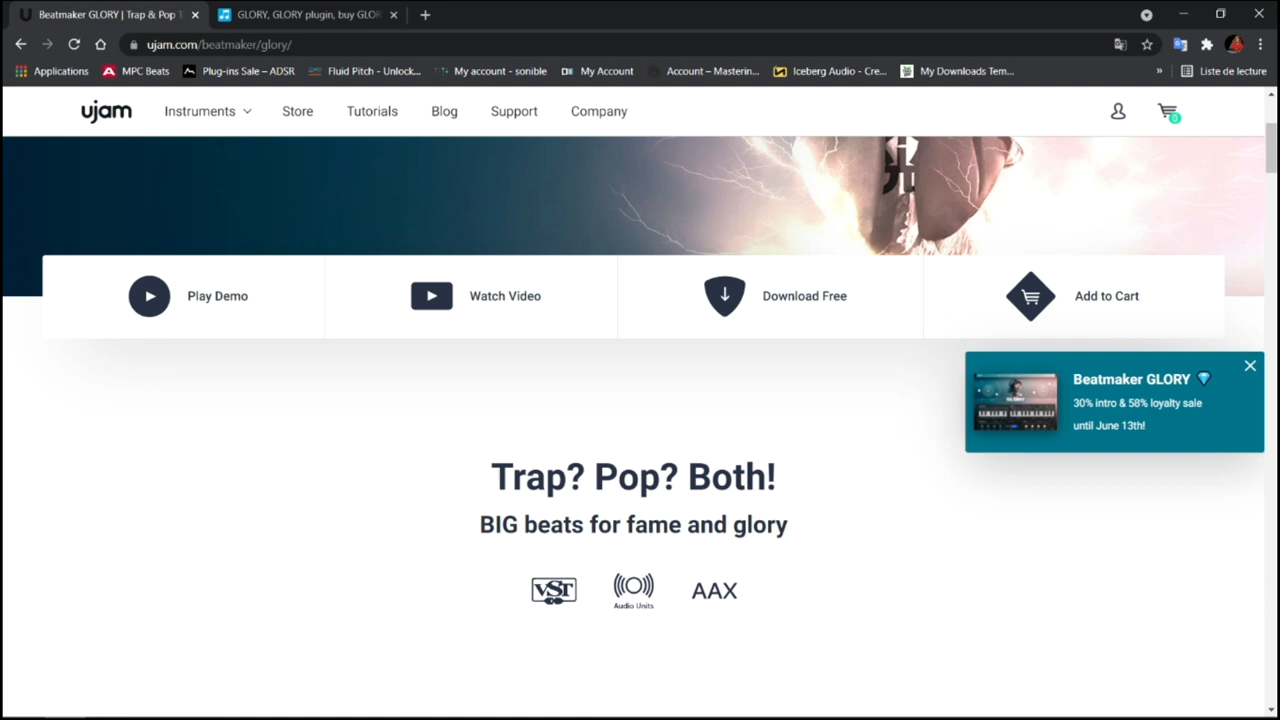 Beatmaker GLORY | Trap & Pop
GLORY, GLORY plugin, buy GLOR
ujam.com/beatmaker/glory/
Applications
MPC Beats
Plug-ins Sale – ADSR
Fluid Pitch - Unlock...
My account - sonible
My Account
Account – Masterin...
Iceberg Audio - Cre...
My Downloads Tem...
»
Liste de lecture
ujam
Instruments
Store
Tutorials
Blog
Support
Company
0
Play Demo
Watch Video
Download Free
Add to Cart
Beatmaker GLORY
30% intro & 58% loyalty sale
until June 13th!
Trap? Pop? Both!
BIG beats for fame and glory
VST
Audio Units
AAX